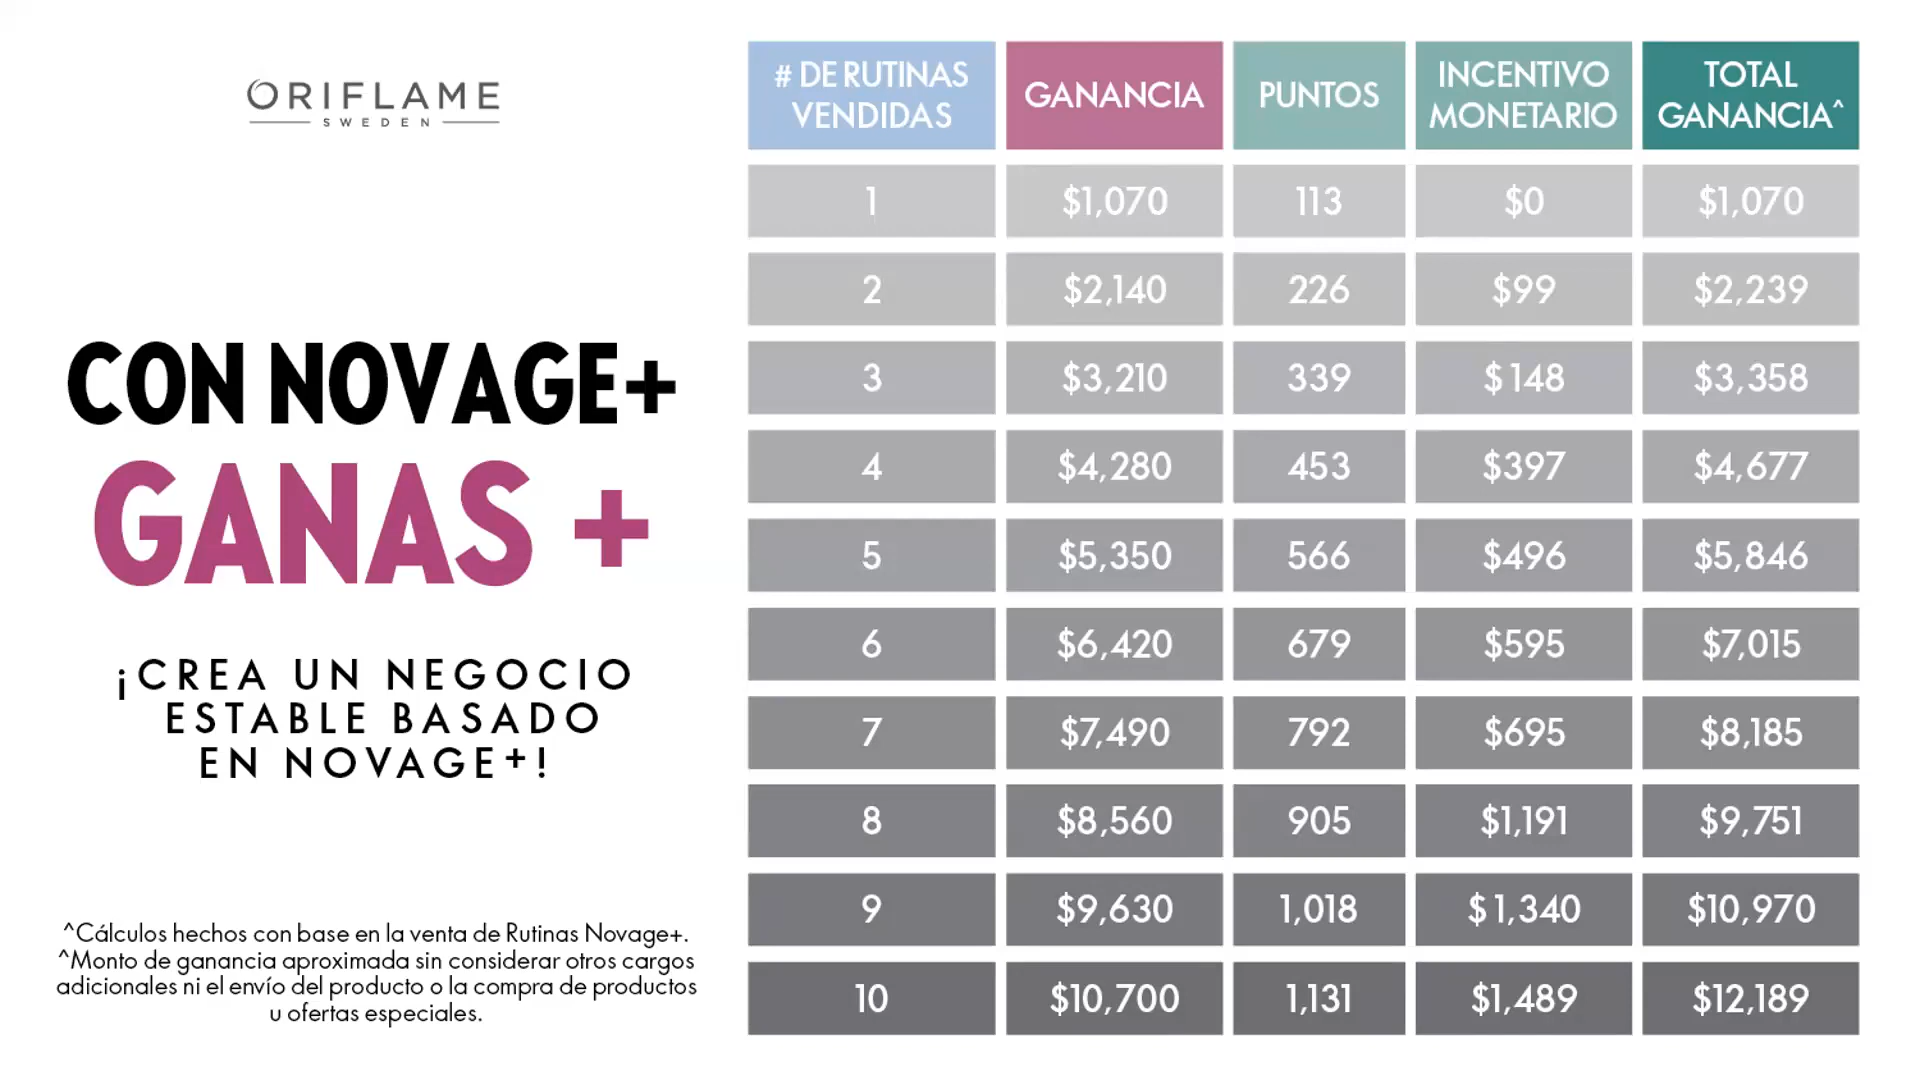 ORIFLAME
SWEDEN
CON NOVAGE+
GANAS +
¡CREA UN NEGOCIO
ESTABLE BASADO
EN NOVAGE+!
^Cálculos hechos con base en la venta de Rutinas Novage+.
^Monto de ganancia aproximada sin considerar otros cargos
adicionales ni el envío del producto o la compra de productos
u ofertas especiales.
# DE RUTINAS VENDIDAS GANANCIA PUNTOS INCENTIVO MONETARIO TOTAL GANANCIA^
1 $1,070 113 $0 $1,070
2 $2,140 226 $99 $2,239
3 $3,210 339 $148 $3,358
4 $4,280 453 $397 $4,677
5 $5,350 566 $496 $5,846
6 $6,420 679 $595 $7,015
7 $7,490 792 $695 $8,185
8 $8,560 905 $1,191 $9,751
9 $9,630 1,018 $1,340 $10,970
10 $10,700 1,131 $1,489 $12,189